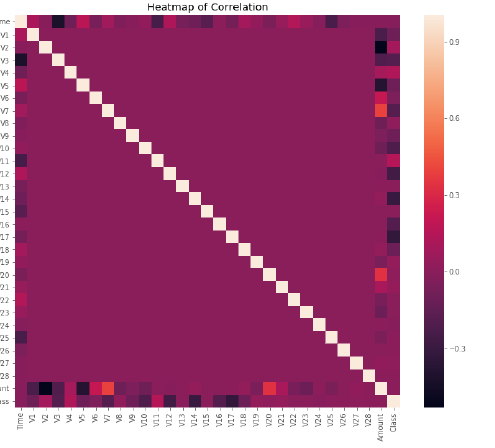 Heatmap of Correlation
me
V1
V2
V3
V4
V5
V6
V7
V8
V9
V10
V11
V12
V13
V14
V15
V16
V17
V18
V19
V20
V21
V22
V23
V24
V25
V26
V27
V28
unt
ass
0.9
0.6
0.3
0.0
−0.3
Time V1 V2 V3 V4 V5 V6 V7 V8 V9 V10 V11 V12 V13 V14 V15 V16 V17 V18 V19 V20 V21 V22 V23 V24 V25 V26 V27 V28 Amount Class